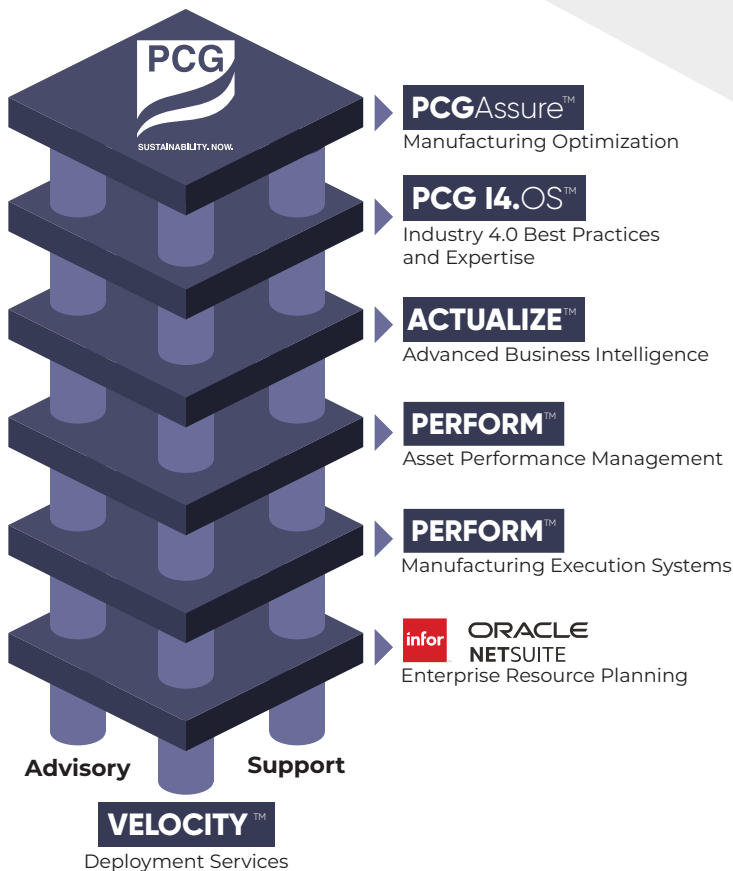 PCG
SUSTAINABILITY. NOW.
PCGAssure™
Manufacturing Optimization
PCG I4.OS™
Industry 4.0 Best Practices
and Expertise
ACTUALIZE™
Advanced Business Intelligence
PERFORM™
Asset Performance Management
PERFORM™
Manufacturing Execution Systems
infor
ORACLE
NETSUITE
Enterprise Resource Planning
Advisory
Support
VELOCITY™
Deployment Services